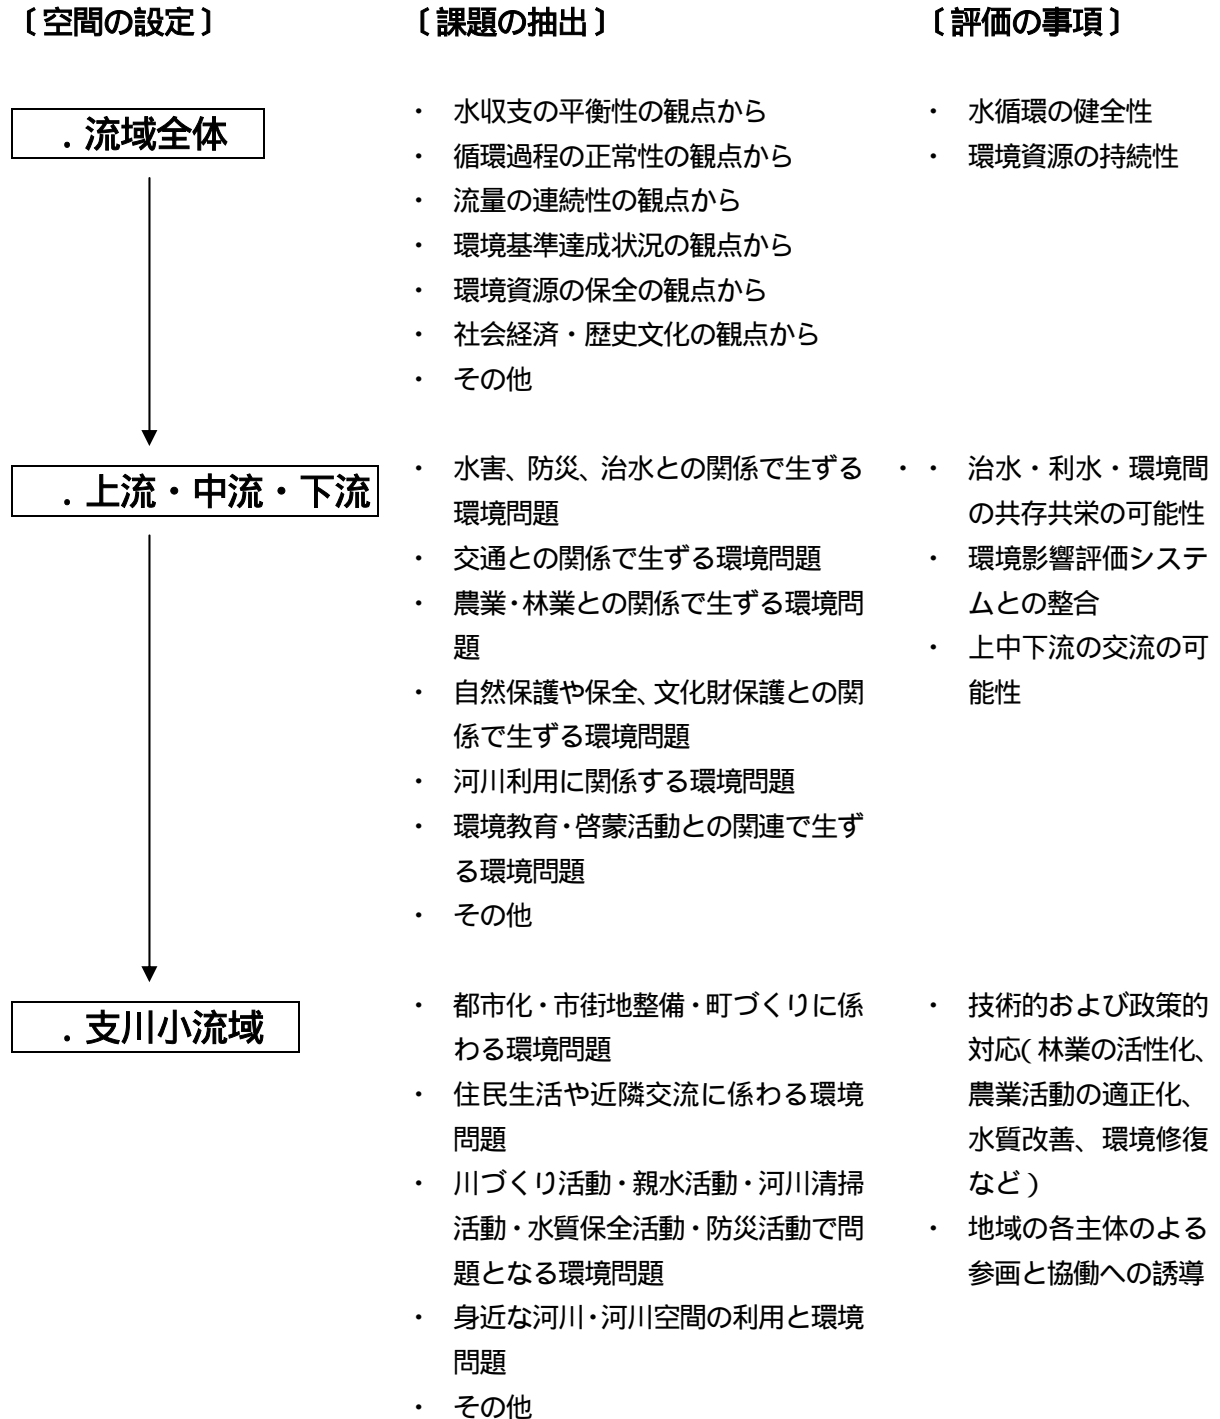 〔空間の設定〕
〔課題の抽出〕
〔評価の事項〕
．流域全体
・ 水収支の平衡性の観点から
・ 循環過程の正常性の観点から
・ 流量の連続性の観点から
・ 環境基準達成状況の観点から
・ 環境資源の保全の観点から
・ 社会経済・歴史文化の観点から
・ その他
・ 水循環の健全性
・ 環境資源の持続性
．上流・中流・下流
・ 水害、防災、治水との関係で生ずる
環境問題
・ 交通との関係で生ずる環境問題
・ 農業・林業との関係で生ずる環境問
題
・ 自然保護や保全、文化財保護との関
係で生ずる環境問題
・ 河川利用に関係する環境問題
・ 環境教育・啓蒙活動との関連で生ず
る環境問題
・ その他
・・ 治水・利水・環境間
の共存共栄の可能性
・ 環境影響評価システ
ムとの整合
・ 上中下流の交流の可
能性
．支川小流域
・ 都市化・市街地整備・町づくりに係
わる環境問題
・ 住民生活や近隣交流に係わる環境
問題
・ 川づくり活動・親水活動・河川清掃
活動・水質保全活動・防災活動で問
題となる環境問題
・ 身近な河川・河川空間の利用と環境
問題
・ その他
・ 技術的および政策的
対応(林業の活性化、
農業活動の適正化、
水質改善、環境修復
など)
・ 地域の各主体のよる
参画と協働への誘導